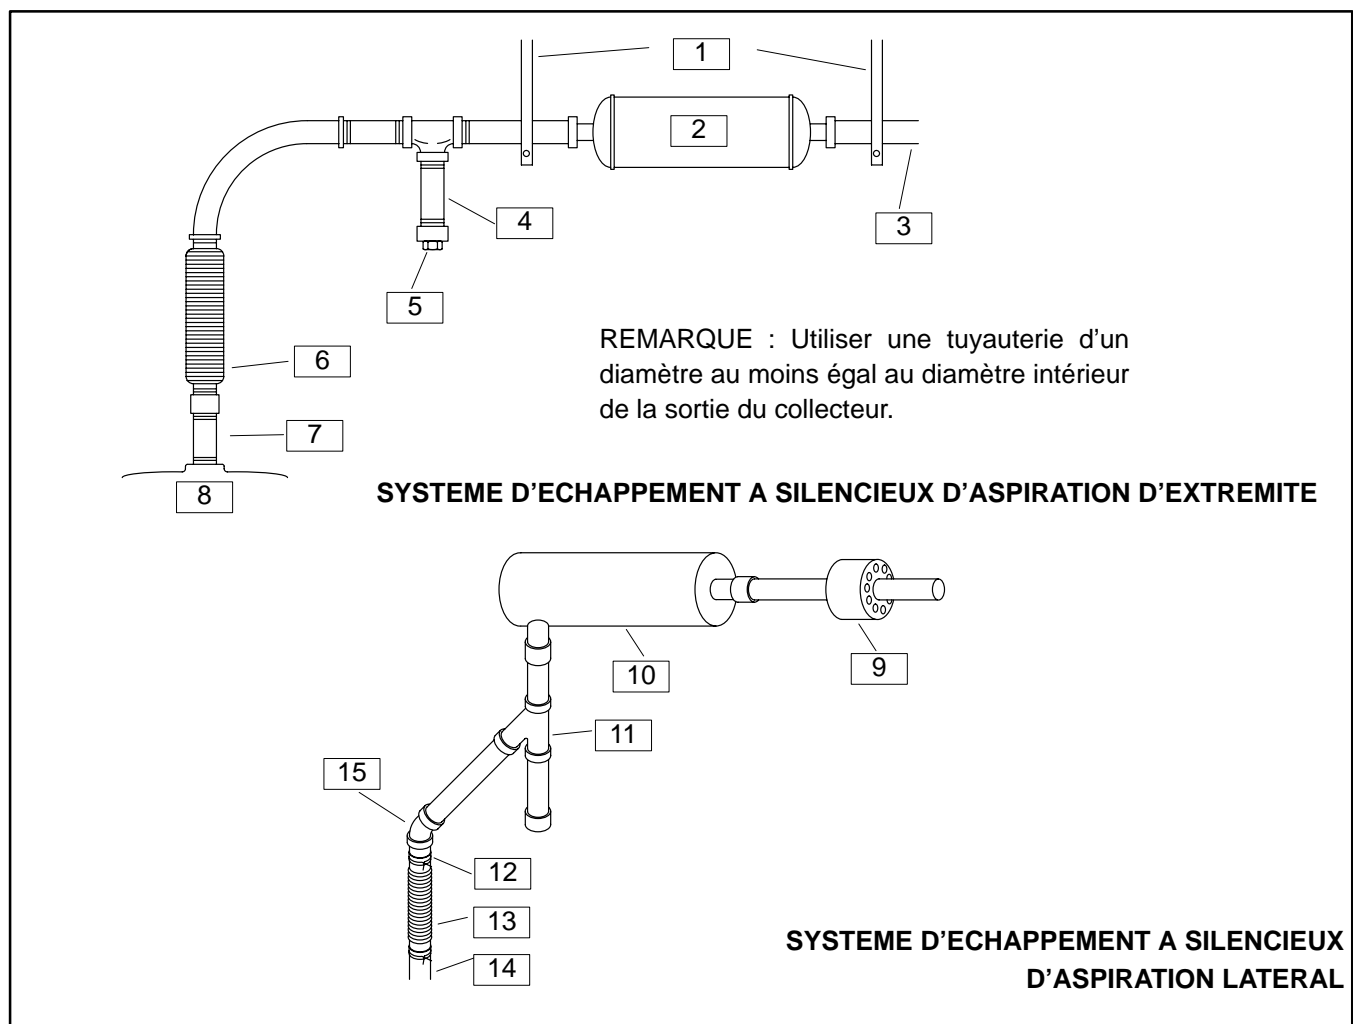 1
2
3
4
5
6
7
8
REMARQUE : Utiliser une tuyauterie d'un
diamètre au moins égal au diamètre intérieur
de la sortie du collecteur.
SYSTEME D'ECHAPPEMENT A SILENCIEUX D'ASPIRATION D'EXTREMITE
9
10
11
15
12
13
14
SYSTEME D'ECHAPPEMENT A SILENCIEUX
D'ASPIRATION LATERAL